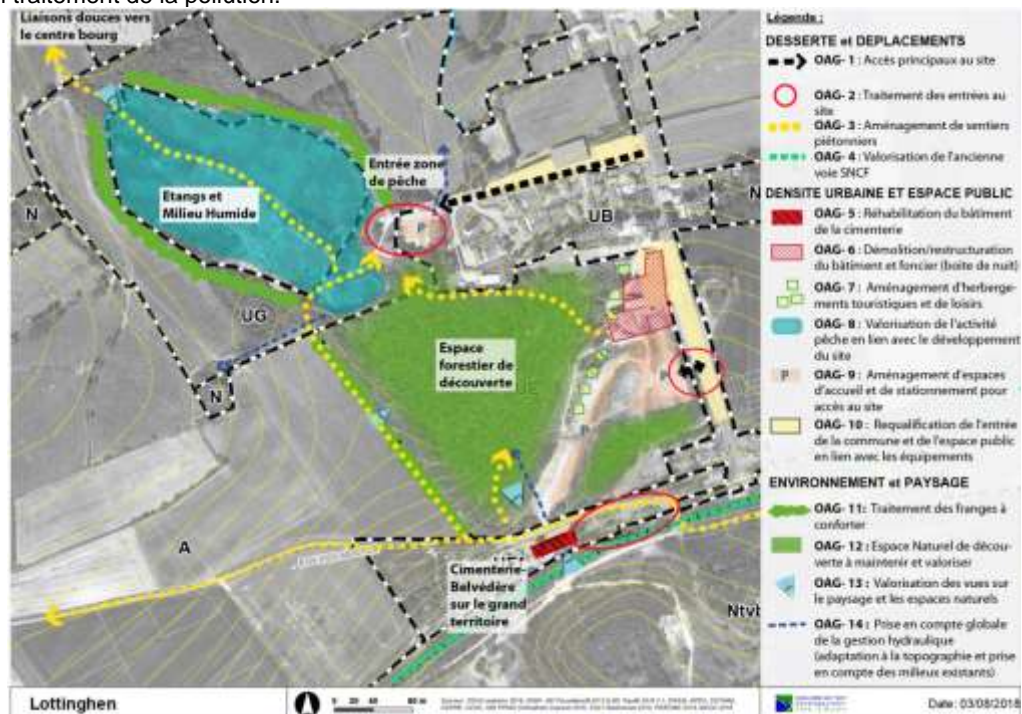 traitement de la pollution.
Liaisons douces vers
le centre bourg
Entrée zone
de pêche
Etangs et
Milieu Humide
N
N
UB
UG
N
P
Espace
forestier de
découverte
P
A
Cimenterie-
Belvédère
sur le grand
territoire
Légende :
DESSERTE et DEPLACEMENTS
OAG- 1 : Accès principaux au site
OAG- 2 : Traitement des entrées au
site
OAG- 3 : Aménagement de sentiers
piétonniers
OAG- 4 : Valorisation de l'ancienne
voie SNCF
DENSITE URBAINE ET ESPACE PUBLIC
OAG- 5 : Réhabilitation du bâtiment
de la cimenterie
OAG- 6 : Démolition/restructuration
du bâtiment et foncier (boite de nuit)
OAG- 7 : Aménagement d'herberge-
ments touristiques et de loisirs
OAG- 8 : Valorisation de l'activité
pêche en lien avec le développement
du site
P OAG- 9 : Aménagement d'espaces
d'accueil et de stationnement pour
accès au site
OAG- 10 : Requalification de l'entrée
de la commune et de l'espace public
en lien avec les équipements
ENVIRONNEMENT et PAYSAGE
OAG- 11: Traitement des franges à
conforter
OAG- 12 : Espace Naturel de décou-
verte à maintenir et valoriser
OAG- 13 : Valorisation des vues sur
le paysage et les espaces naturels
OAG- 14 : Prise en compte globale
de la gestion hydraulique
(adaptation à la topographie et prise
en compte des milieux existants)
Lottinghen
Date: 03/08/2018